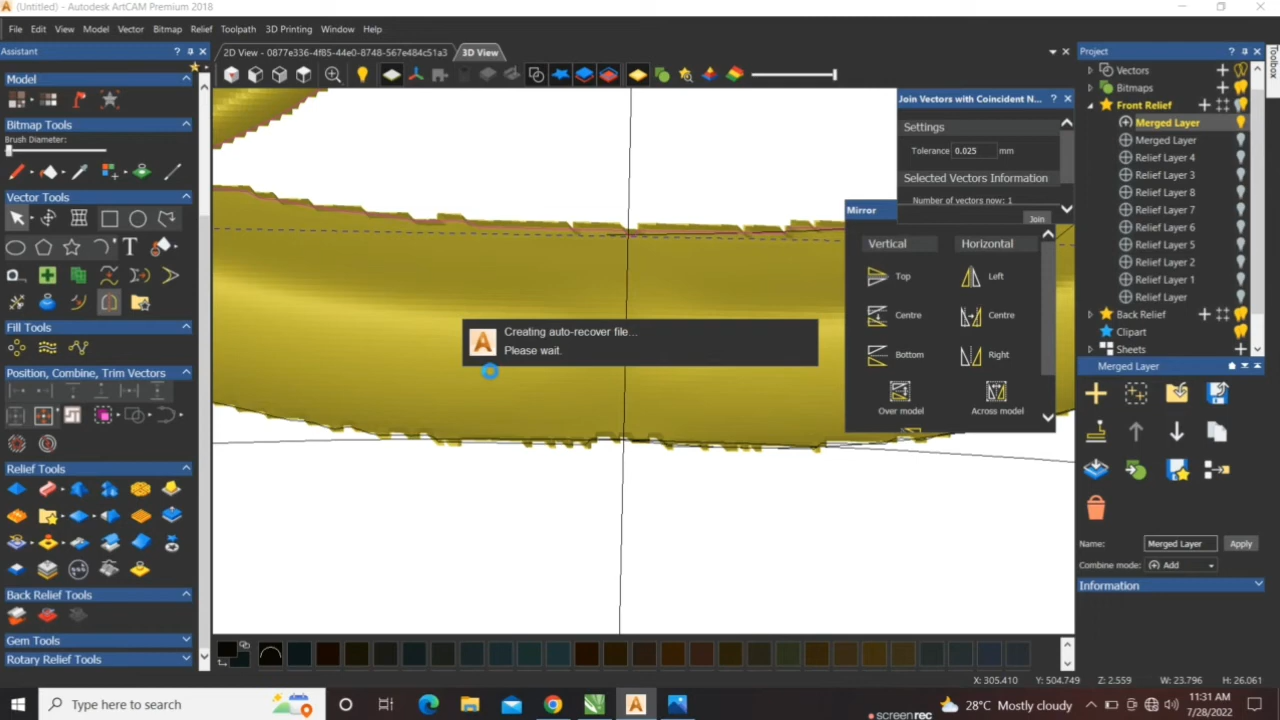 (Untitled) - Autodesk ArtCAM Premium 2018
File Edit View Model Vector Bitmap Relief Toolpath 3D Printing Window Help
Assistant
2D View - 0877e336-4f85-44e0-8748-567e484c51a3
3D View
Project
Toolbox
Model
Bitmap Tools
Brush Diameter:
Vector Tools
Fill Tools
Position, Combine, Trim Vectors
Relief Tools
Back Relief Tools
Gem Tools
Rotary Relief Tools
Join Vectors with Coincident N...
Settings
Tolerance 0.025 mm
Selected Vectors Information
Number of vectors now: 1
Join
Mirror
Vertical Horizontal
Top Left
Centre Centre
Bottom Right
Over model Across model
Creating auto-recover file...
Please wait.
Vectors
Bitmaps
Front Relief
Merged Layer
Merged Layer
Relief Layer 4
Relief Layer 3
Relief Layer 8
Relief Layer 7
Relief Layer 6
Relief Layer 5
Relief Layer 2
Relief Layer 1
Relief Layer
Back Relief
Clipart
Sheets
Merged Layer
Name: Merged Layer Apply
Combine mode: Add
Information
X: 305.410 Y: 504.749 Z: 2.559 W: 23.796 H: 26.061
Type here to search
28°C Mostly cloudy
11:31 AM
7/28/2022
screenrec